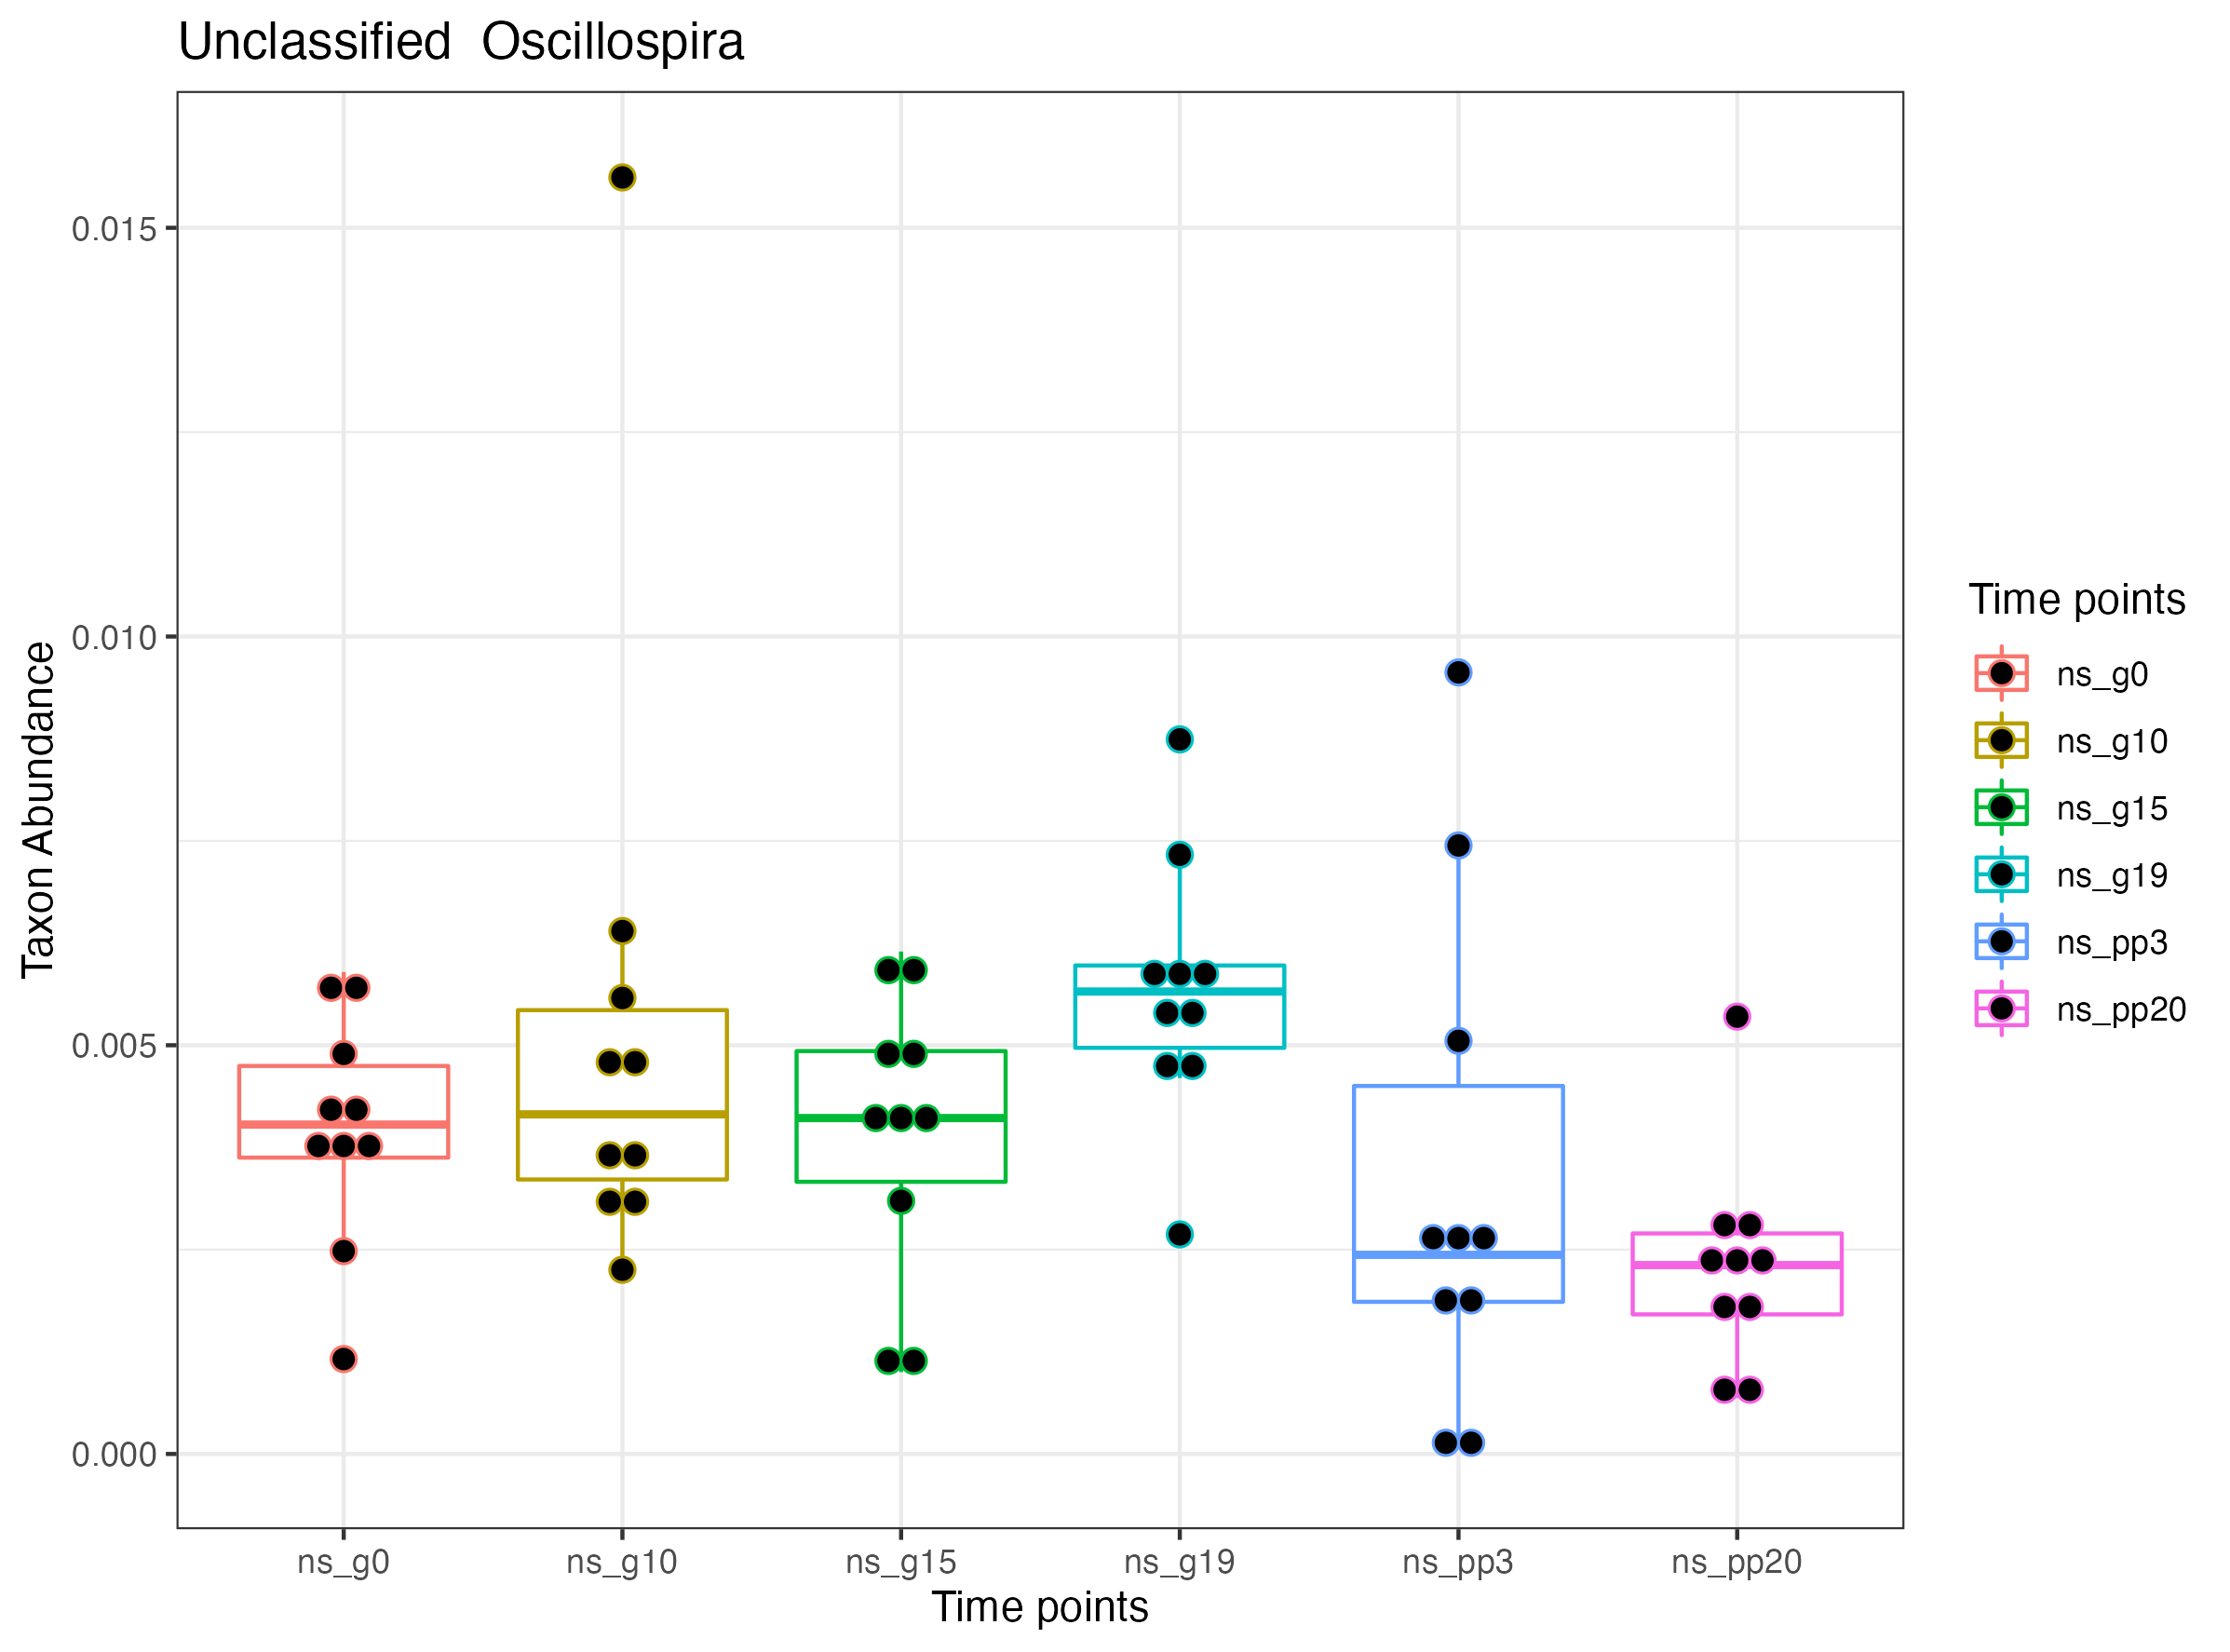 Unclassified  Oscillospira
Taxon Abundance
0.015
0.010
0.005
0.000
ns_g0
ns_g10
ns_g15
ns_g19
ns_pp3
ns_pp20
Time points
Time points
ns_g0
ns_g10
ns_g15
ns_g19
ns_pp3
ns_pp20